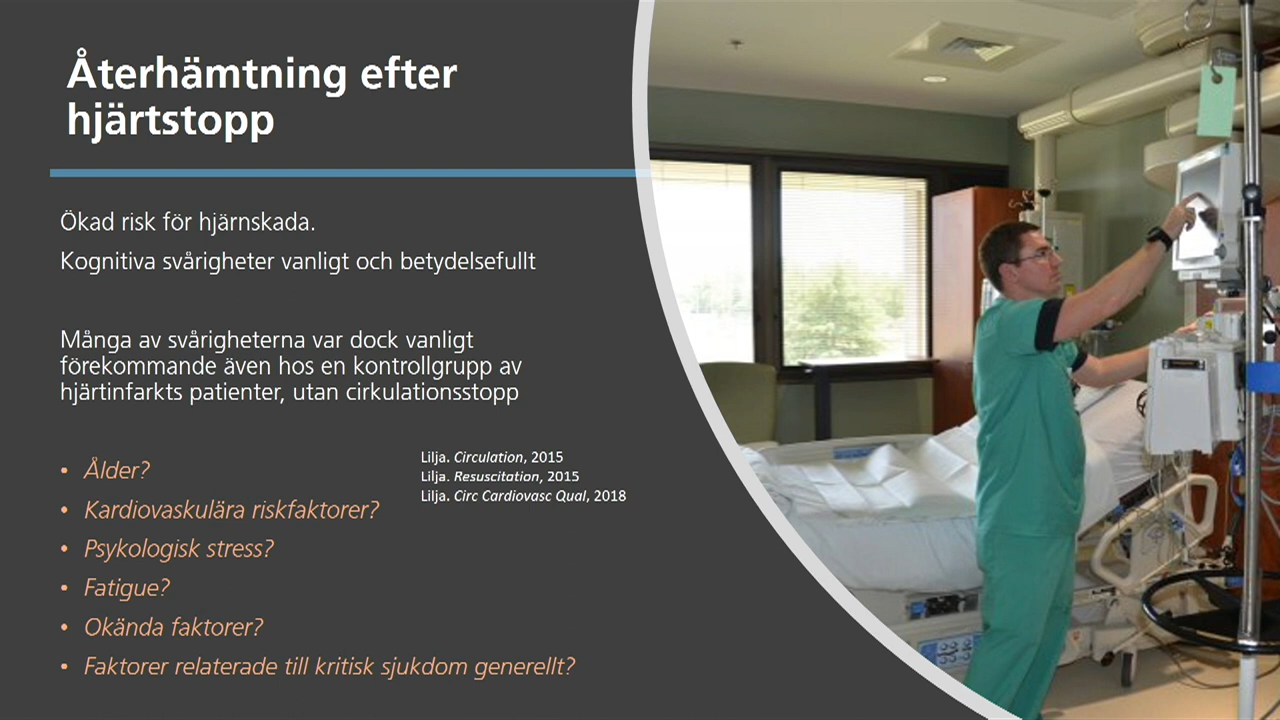 Återhämtning efter
hjärtstopp
Ökad risk för hjärnskada.
Kognitiva svårigheter vanligt och betydelsefullt
Många av svårigheterna var dock vanligt
förekommande även hos en kontrollgrupp av
hjärtinfarkts patienter, utan cirkulationsstopp
• Ålder?
• Kardiovaskulära riskfaktorer?
• Psykologisk stress?
• Fatigue?
• Okända faktorer?
• Faktorer relaterade till kritisk sjukdom generellt?
Lilja. Circulation, 2015
Lilja. Resuscitation, 2015
Lilja. Circ Cardiovasc Qual, 2018